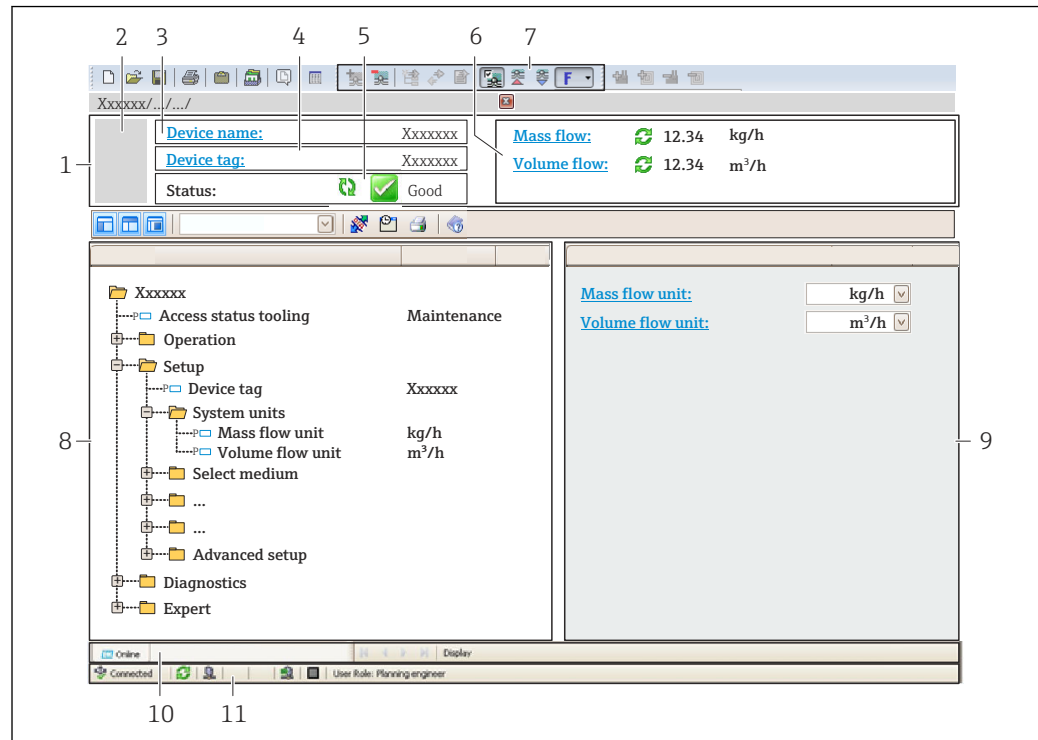 2 3 4 5 6 7
F
Xxxxxx/.../.../
1
Device name: Xxxxxxx
Device tag: Xxxxxxx
Status: Good
Mass flow: 12.34 kg/h
Volume flow: 12.34 m³/h
8
Xxxxxx
P Access status tooling Maintenance
Operation
Setup
P Device tag Xxxxxx
System units
P Mass flow unit kg/h
P Volume flow unit m³/h
Select medium
...
...
Advanced setup
Diagnostics
Expert
Mass flow unit: kg/h
Volume flow unit: m³/h
9
Online Display
Connected User Role: Planning engineer
10 11